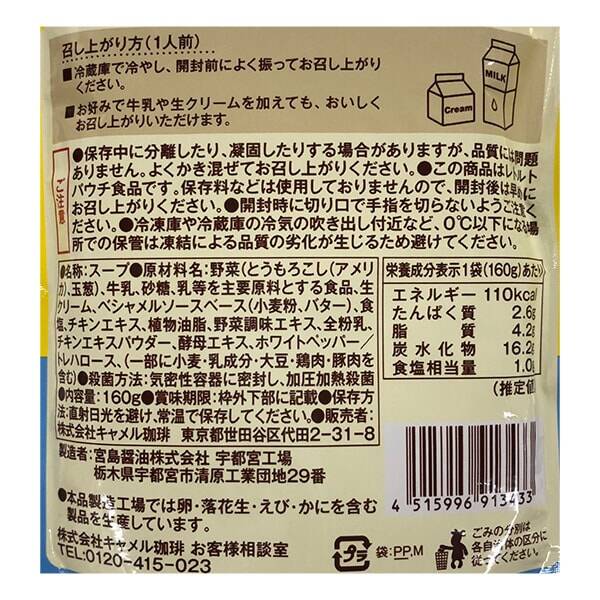 召し上がり方(1人前)
■冷蔵庫で冷やし、開封前によく振ってお召し上がり
ください。
■お好みで牛乳や生クリームを加えても、おいしく
お召し上がりいただけます。
Cream
MILK
ご注意
●保存中に分離したり、凝固したりする場合がありますが、品質には問題
ありません。よくかき混ぜてお召し上がりください。●この商品はレトルト
パウチ食品です。保存料などは使用しておりませんので、開封後は早めに
お召し上がりください。●開封時に切り口で手指を切らないようご注意く
ださい。●冷凍庫や冷蔵庫の冷気の吹き出し付近など、0℃以下になる場
所での保管は凍結による品質の劣化が生じるため避けてください。
●名称:スープ●原材料名:野菜(とうもろこし(アメリ
カ)、玉葱)、牛乳、砂糖、乳等を主要原料とする食品、生
クリーム、ベシャメルソースベース(小麦粉、バター)、食
塩、チキンエキス、植物油脂、野菜調味エキス、全粉乳、
チキンエキスパウダー、酵母エキス、ホワイトペッパー/
トレハロース、(一部に小麦・乳成分・大豆・鶏肉・豚肉を
含む)●殺菌方法:気密性容器に密封し、加圧加熱殺菌
●内容量:160g●賞味期限:枠外下部に記載●保存方
法:直射日光を避け、常温で保存してください。●販売者:
株式会社キャメル珈琲 東京都世田谷区代田2-31-8
製造者:宮島醤油株式会社 宇都宮工場
栃木県宇都宮市清原工業団地29番
●本品製造工場では卵・落花生・えび・かにを含む
製品を生産しています。
株式会社キャメル珈琲 お客様相談室
TEL:0120-415-023
栄養成分表示1袋(160g)あたり
エネルギー 110kcal
たんぱく質 2.6g
脂質 4.2g
炭水化物 16.2g
食塩相当量 1.0g
(推定値)
4 515996 913433
プラ
袋:PP,M
ごみの分別は
各自治体の区分に
従ってください。